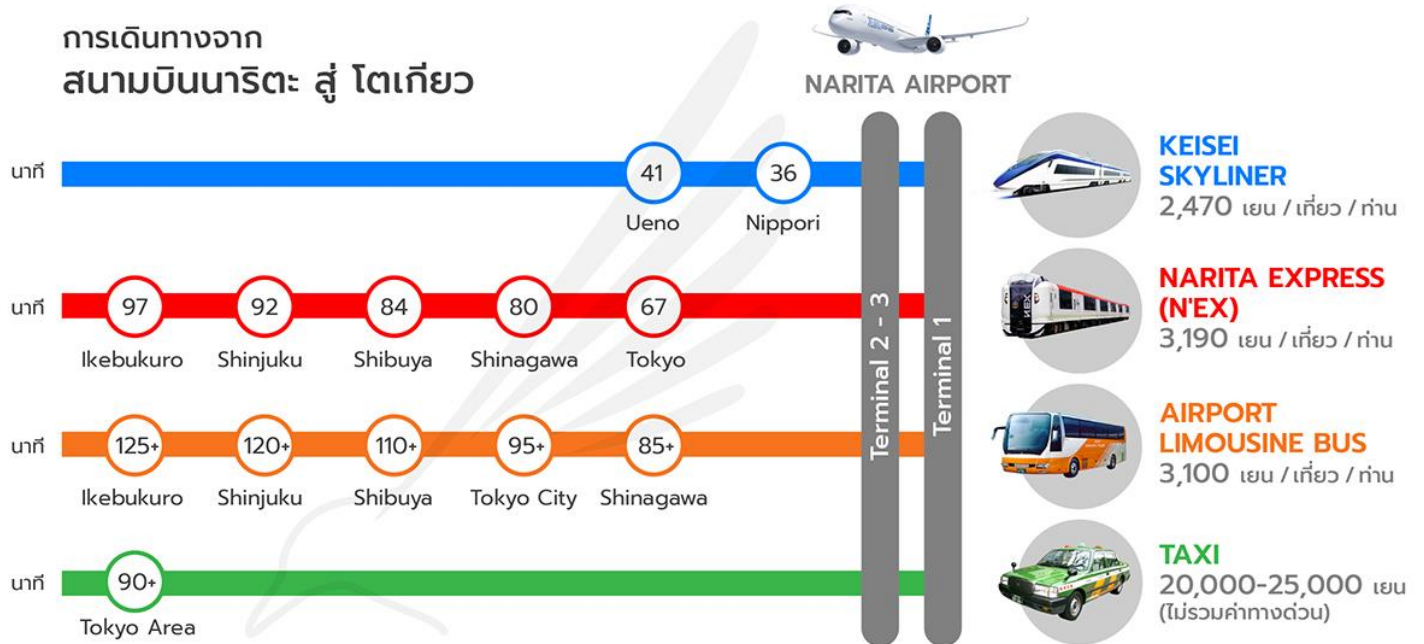 การเดินทางจาก
สนามบินนาริตะ สู่ โตเกียว
NARITA AIRPORT
นาที
41
36
Ueno
Nippori
KEISEI
SKYLINER
2,470 เยน / เที่ยว / ท่าน
นาที
97
92
84
80
67
Ikebukuro
Shinjuku
Shibuya
Shinagawa
Tokyo
NARITA EXPRESS
(N'EX)
3,190 เยน / เที่ยว / ท่าน
Terminal 2 - 3
Terminal 1
นาที
125+
120+
110+
95+
85+
Ikebukuro
Shinjuku
Shibuya
Tokyo City
Shinagawa
AIRPORT
LIMOUSINE BUS
3,100 เยน / เที่ยว / ท่าน
นาที
90+
Tokyo Area
TAXI
20,000-25,000 เยน
(ไม่รวมค่าทางด่วน)